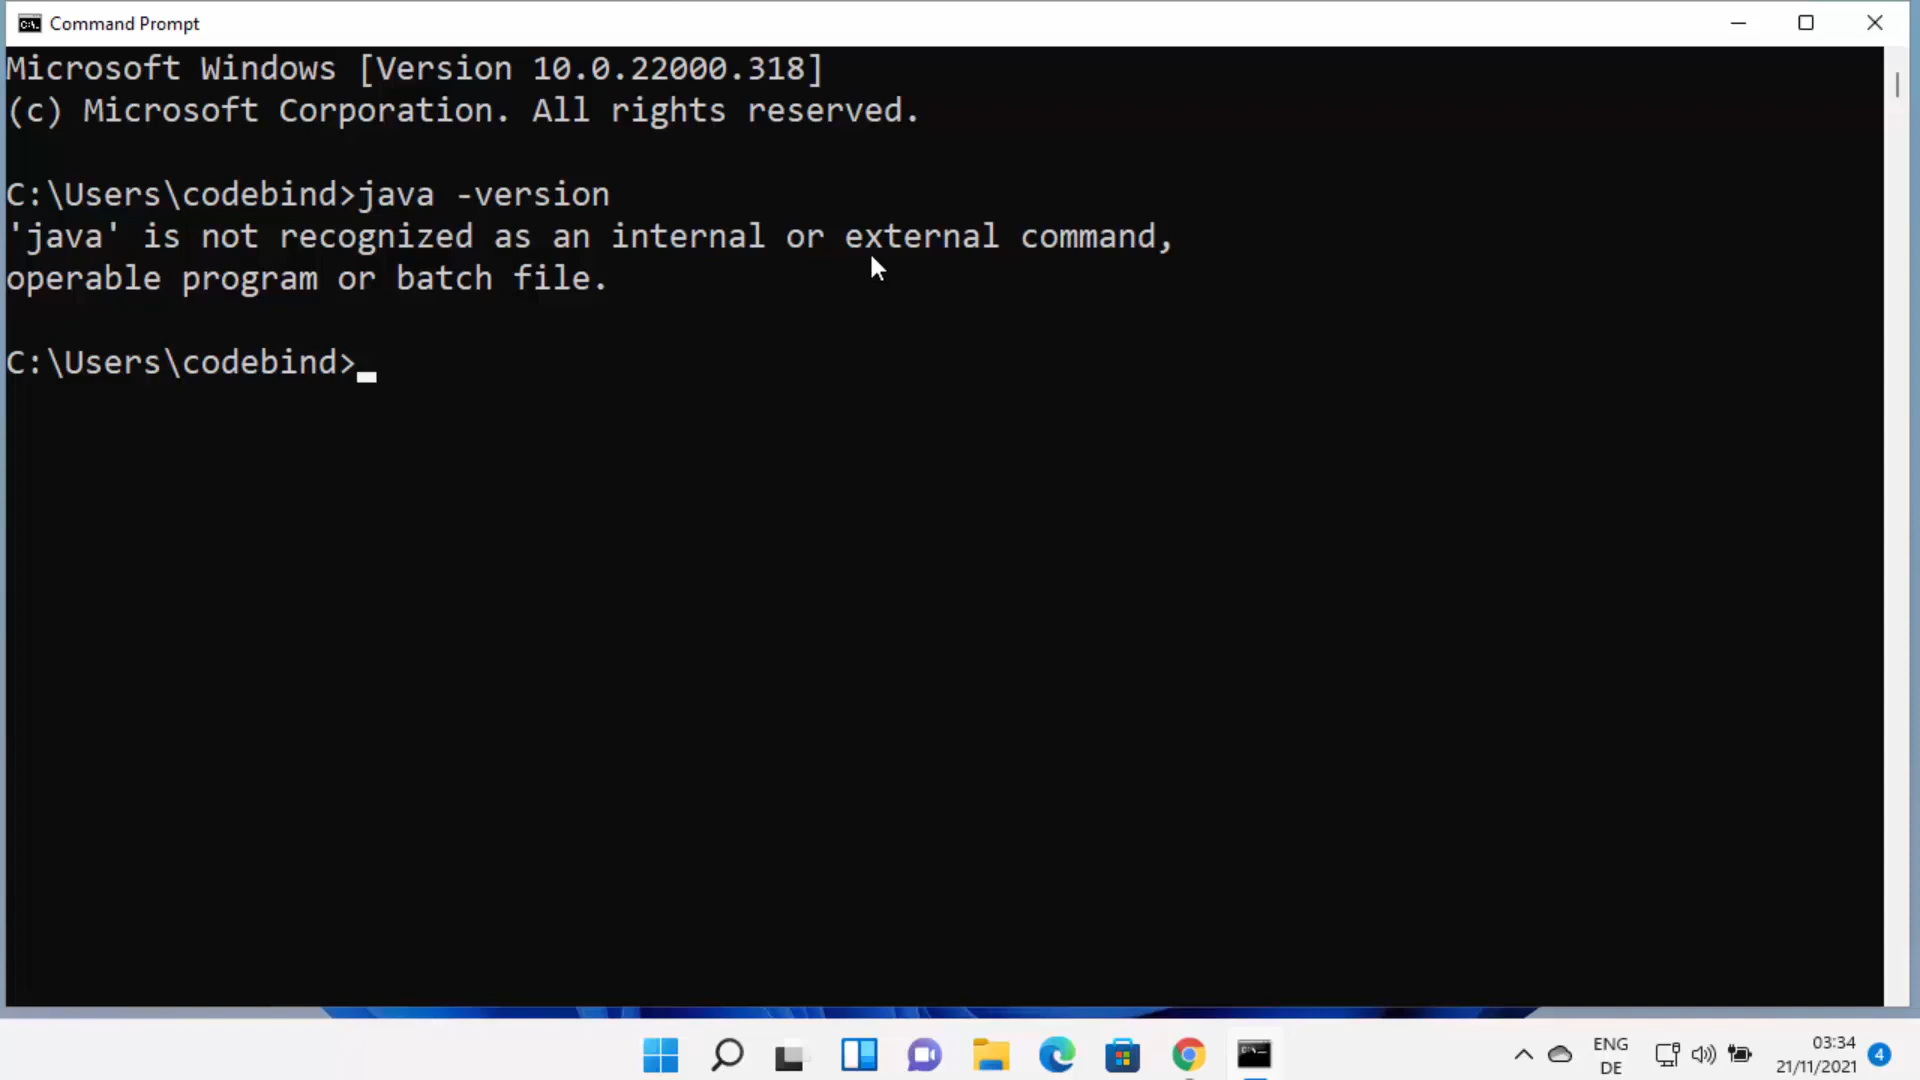 Command Prompt
Microsoft Windows [Version 10.0.22000.318]
(c) Microsoft Corporation. All rights reserved.
C:\Users\codebind>java -version
'java' is not recognized as an internal or external command,
operable program or batch file.
C:\Users\codebind>
ENG
DE
03:34
21/11/2021
4